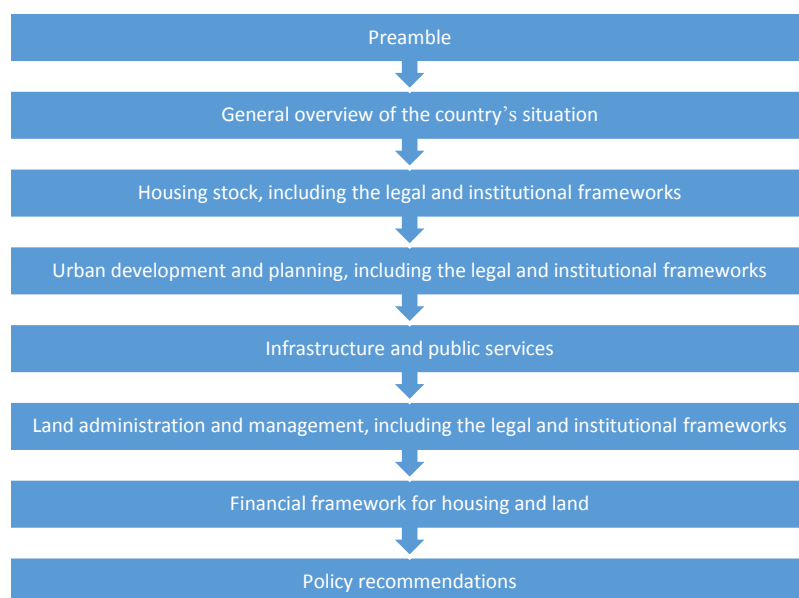 Preamble
General overview of the country's situation
Housing stock, including the legal and institutional frameworks
Urban development and planning, including the legal and institutional frameworks
Infrastructure and public services
Land administration and management, including the legal and institutional frameworks
Financial framework for housing and land
Policy recommendations